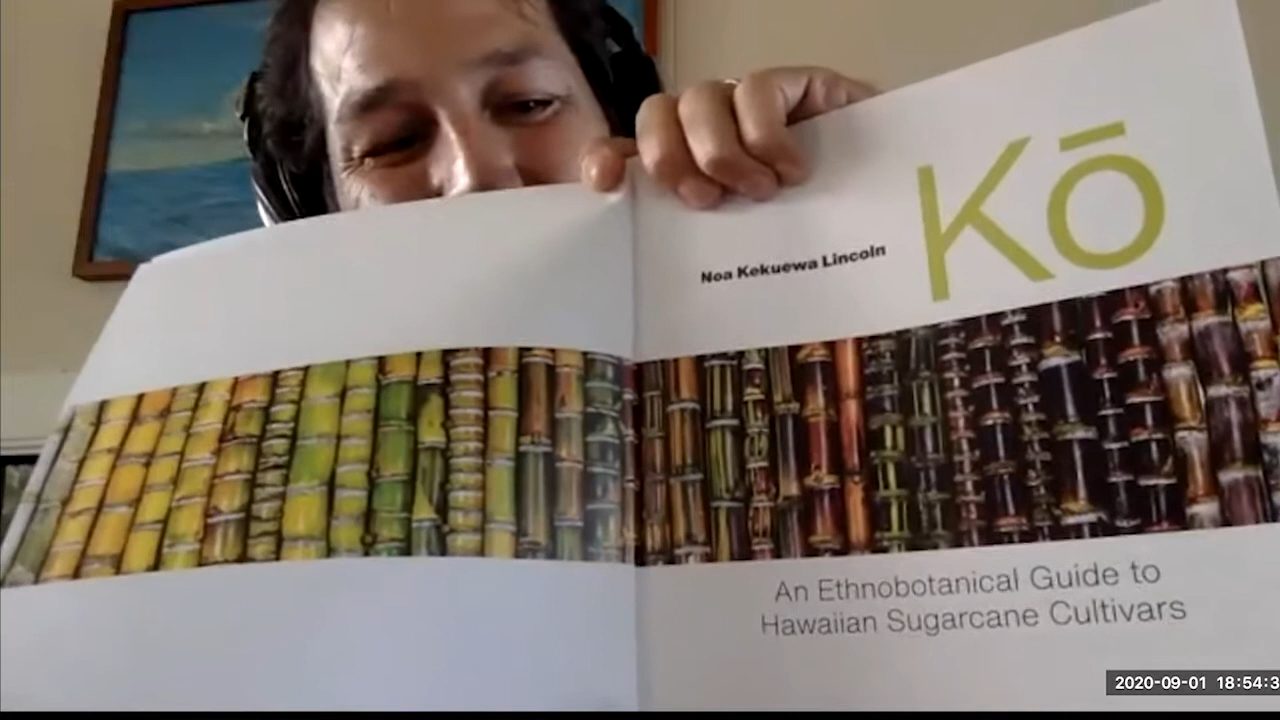 Kō
Noa Kekuewa Lincoln
An Ethnobotanical Guide to
Hawaiian Sugarcane Cultivars
2020-09-01 18:54:3